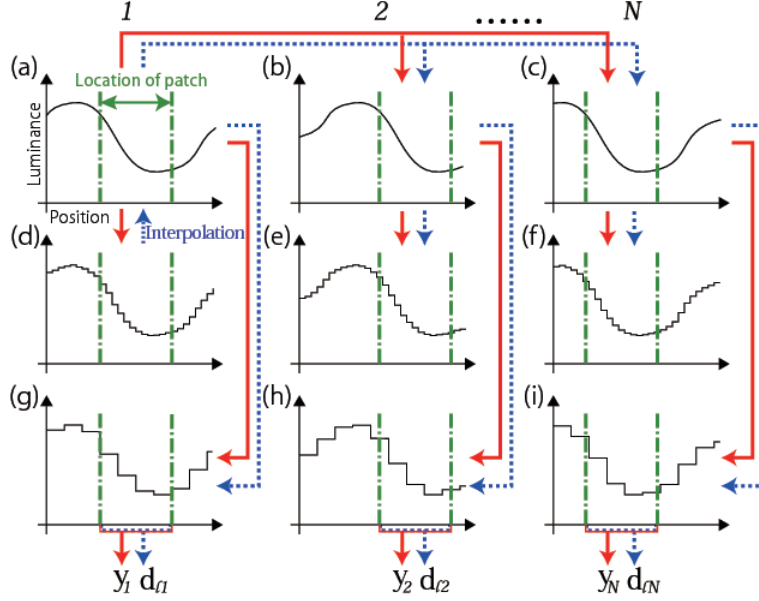 1 2 ...... N
(a) Location of patch (b) (c)
Luminance
Position
(d) Interpolation (e) (f)
(g) (h) (i)
y1 dℓ1 y2 dℓ2 yN dℓN